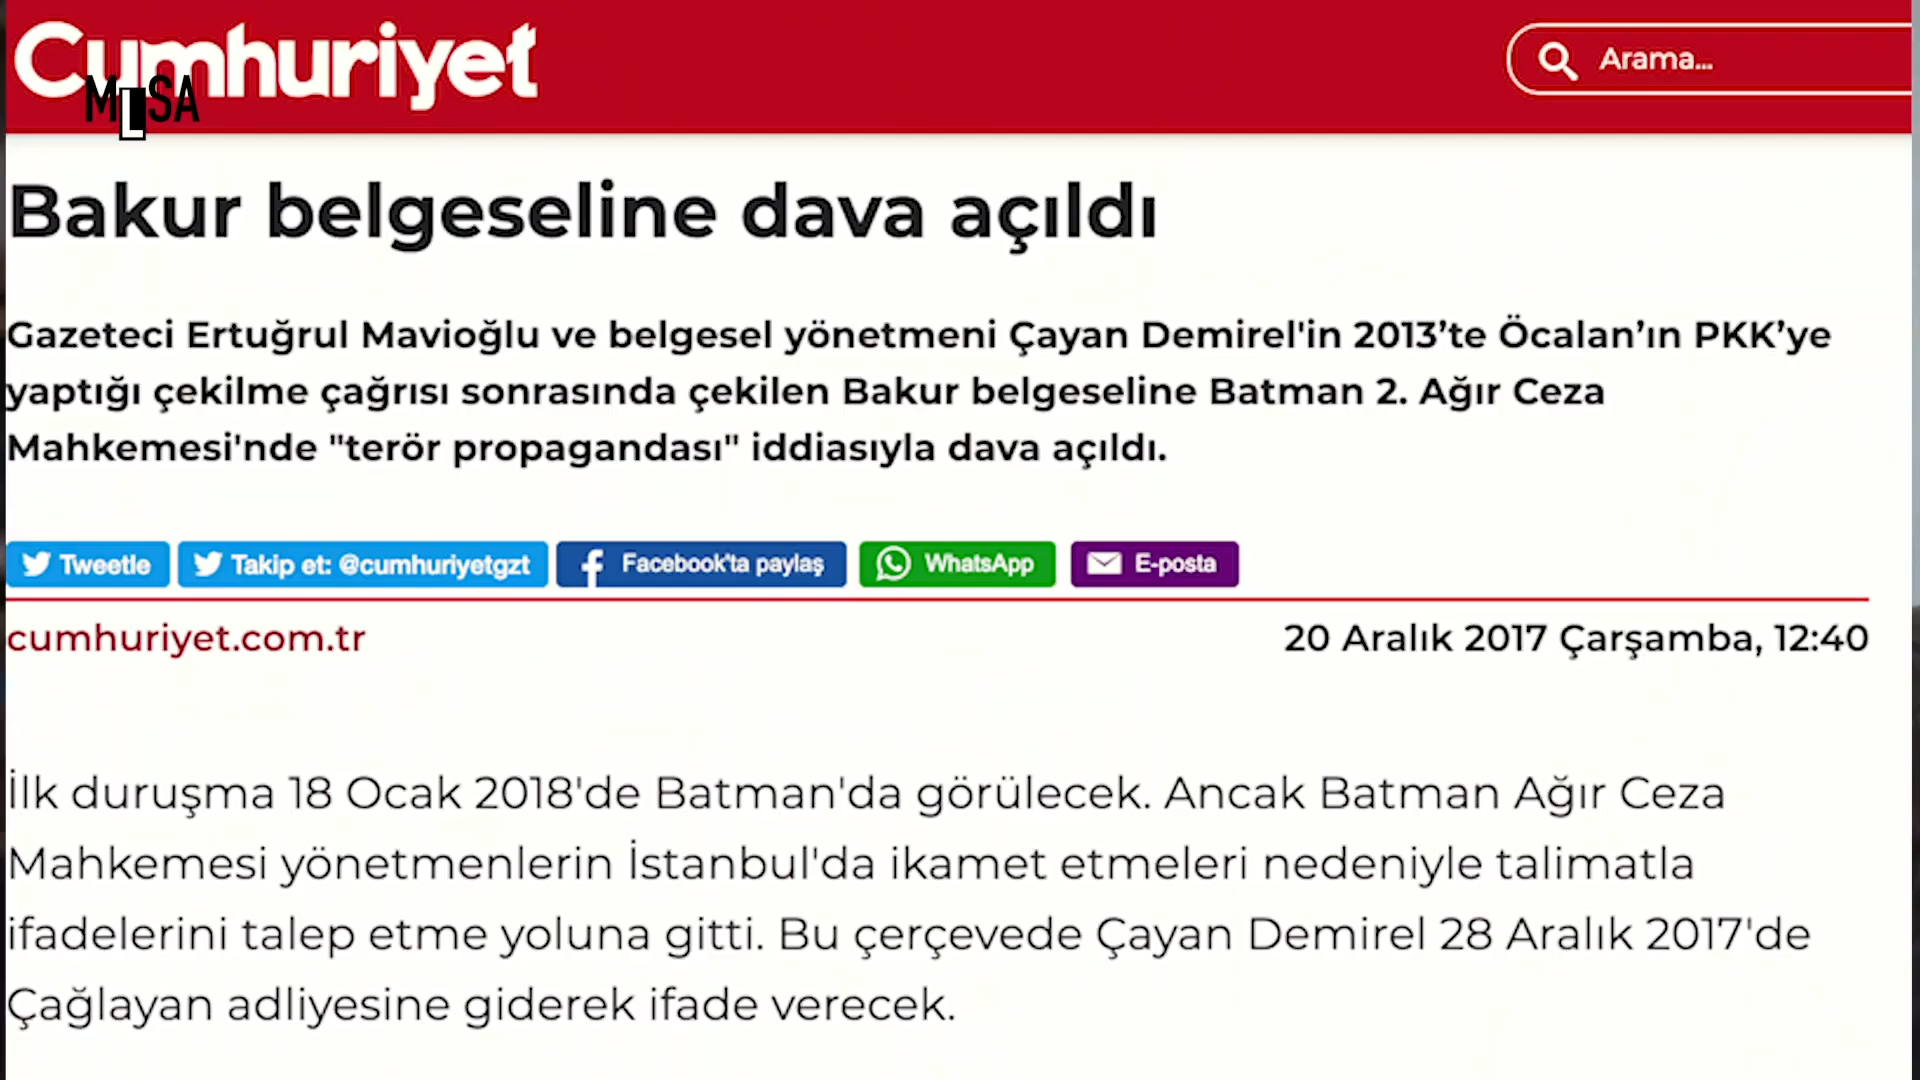 Cumhuriyet
MLSA
Arama...
Bakur belgeseline dava açıldı
Gazeteci Ertuğrul Mavioğlu ve belgesel yönetmeni Çayan Demirel'in 2013’te Öcalan’ın PKK’ye
yaptığı çekilme çağrısı sonrasında çekilen Bakur belgeseline Batman 2. Ağır Ceza
Mahkemesi'nde "terör propagandası" iddiasıyla dava açıldı.
Tweetle Takip et: @cumhuriyetgzt Facebook'ta paylaş WhatsApp E-posta
cumhuriyet.com.tr 20 Aralık 2017 Çarşamba, 12:40
İlk duruşma 18 Ocak 2018'de Batman'da görülecek. Ancak Batman Ağır Ceza
Mahkemesi yönetmenlerin İstanbul'da ikamet etmeleri nedeniyle talimatla
ifadelerini talep etme yoluna gitti. Bu çerçevede Çayan Demirel 28 Aralık 2017'de
Çağlayan adliyesine giderek ifade verecek.